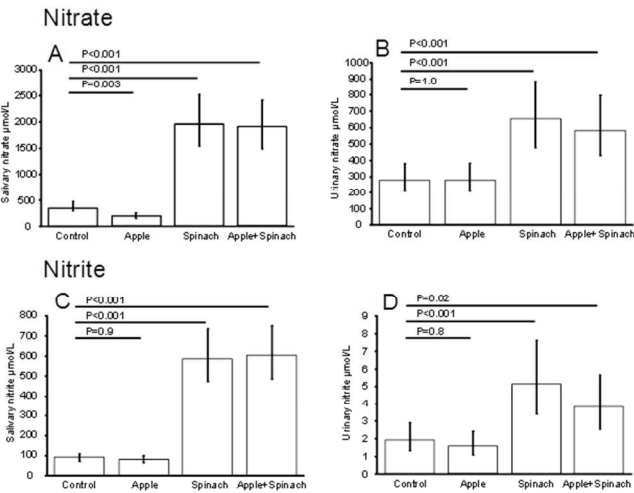 Nitrate
A
P<0.001
P<0.001
P=0.003
3000
2500
2000
1500
1000
500
0
Salivary nitrate µmol/L
Control Apple Spinach Apple+Spinach
B
P<0.001
P<0.001
P=1.0
1000
900
800
700
600
500
400
300
200
100
0
Urinary nitrate µmol/L
Control Apple Spinach Apple+Spinach
Nitrite
C
P<0.001
P<0.001
P=0.9
800
700
600
500
400
300
200
100
0
Salivary nitrite µmol/L
Control Apple Spinach Apple+Spinach
D
P=0.02
P<0.001
P=0.8
9
8
7
6
5
4
3
2
1
0
Urinary nitrite µmol/L
Control Apple Spinach Apple+Spinach